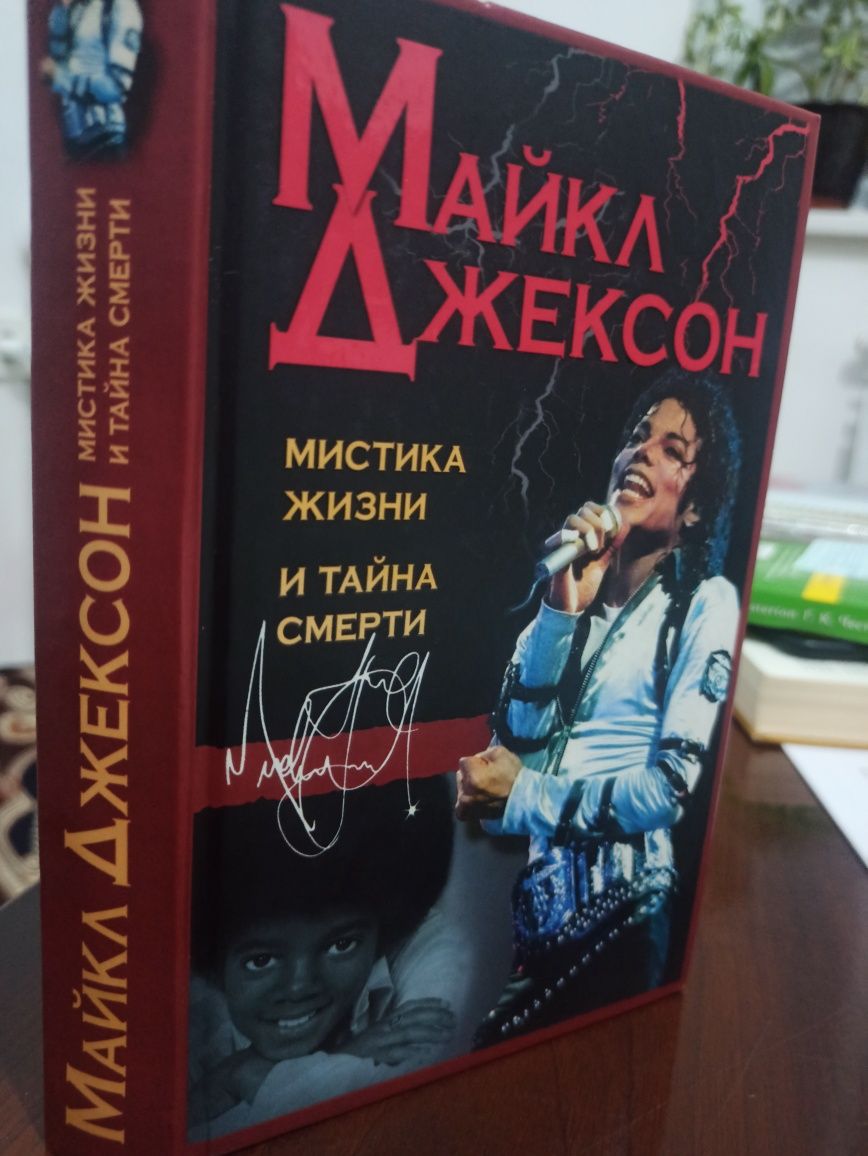 МАЙКЛ ДЖЕКСОН
МИСТИКА ЖИЗНИ
И ТАЙНА СМЕРТИ
МАЙКЛ
ДЖЕКСОН
МИСТИКА
ЖИЗНИ
И ТАЙНА
СМЕРТИ